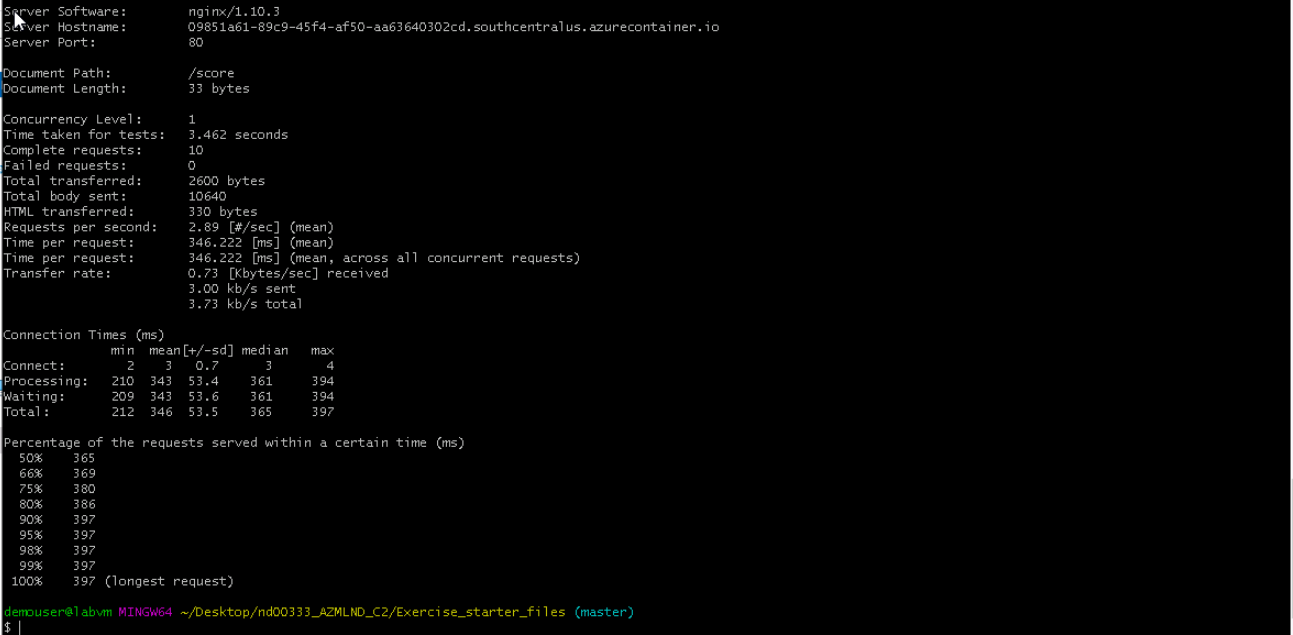 Server Software: nginx/1.10.3
Server Hostname: 09851a61-89c9-45f4-af50-aa63640302cd.southcentralus.azurecontainer.io
Server Port: 80
Document Path: /score
Document Length: 33 bytes
Concurrency Level: 1
Time taken for tests: 3.462 seconds
Complete requests: 10
Failed requests: 0
Total transferred: 2600 bytes
Total body sent: 10640
HTML transferred: 330 bytes
Requests per second: 2.89 [#/sec] (mean)
Time per request: 346.222 [ms] (mean)
Time per request: 346.222 [ms] (mean, across all concurrent requests)
Transfer rate: 0.73 [Kbytes/sec] received
3.00 kb/s sent
3.73 kb/s total
Connection Times (ms)
min mean[+/-sd] median max
Connect: 2 3 0.7 3 4
Processing: 210 343 53.4 361 394
Waiting: 209 343 53.6 361 394
Total: 212 346 53.5 365 397
Percentage of the requests served within a certain time (ms)
50% 365
66% 369
75% 380
80% 386
90% 397
95% 397
98% 397
99% 397
100% 397 (longest request)
demouser@labvm MINGW64 ~/Desktop/nd00333_AZMLND_C2/Exercise_starter_files (master)
$